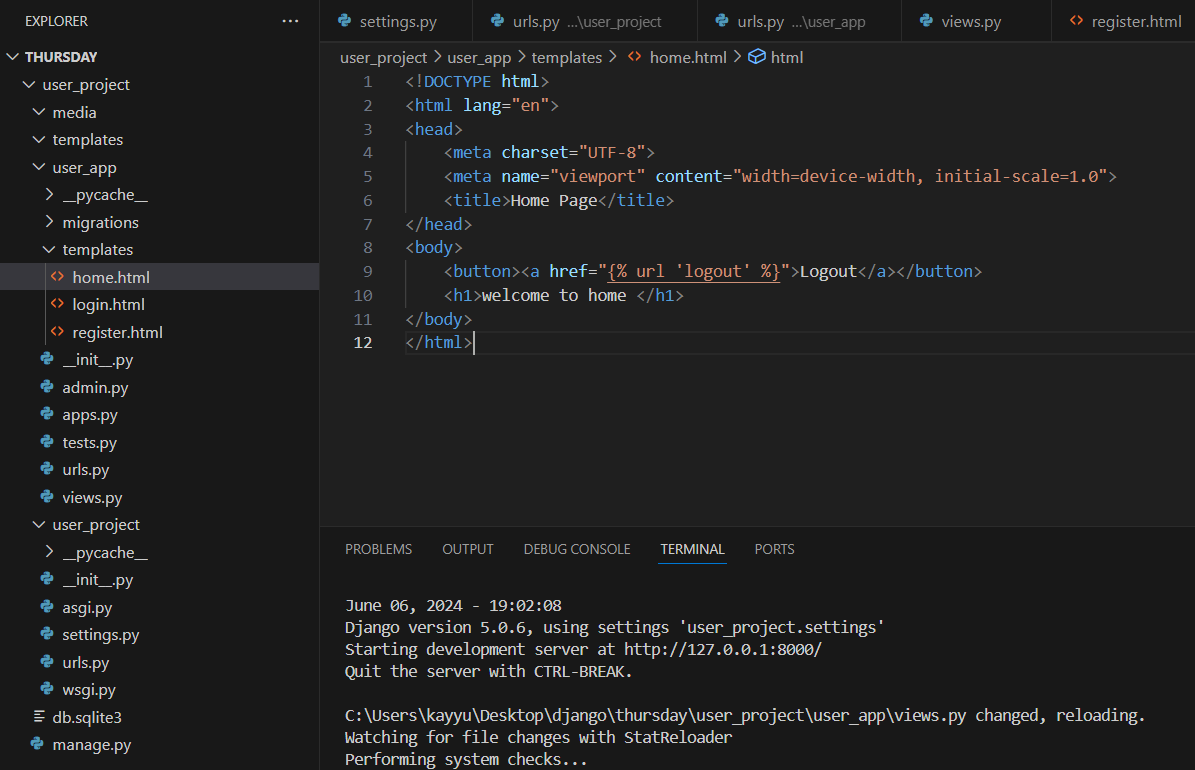 EXPLORER
...
THURSDAY
user_project
media
templates
user_app
__pycache__
migrations
templates
home.html
login.html
register.html
__init__.py
admin.py
apps.py
tests.py
urls.py
views.py
user_project
__pycache__
__init__.py
asgi.py
settings.py
urls.py
wsgi.py
db.sqlite3
manage.py
settings.py
urls.py ...\user_project
urls.py ...\user_app
views.py
register.html
user_project > user_app > templates > home.html > html
1 <!DOCTYPE html>
2 <html lang="en">
3 <head>
4 <meta charset="UTF-8">
5 <meta name="viewport" content="width=device-width, initial-scale=1.0">
6 <title>Home Page</title>
7 </head>
8 <body>
9 <button><a href="{% url 'logout' %}">Logout</a></button>
10 <h1>welcome to home </h1>
11 </body>
12 </html>
PROBLEMS OUTPUT DEBUG CONSOLE TERMINAL PORTS
June 06, 2024 - 19:02:08
Django version 5.0.6, using settings 'user_project.settings'
Starting development server at http://127.0.0.1:8000/
Quit the server with CTRL-BREAK.
C:\Users\kayyu\Desktop\django\thursday\user_project\user_app\views.py changed, reloading.
Watching for file changes with StatReloader
Performing system checks...